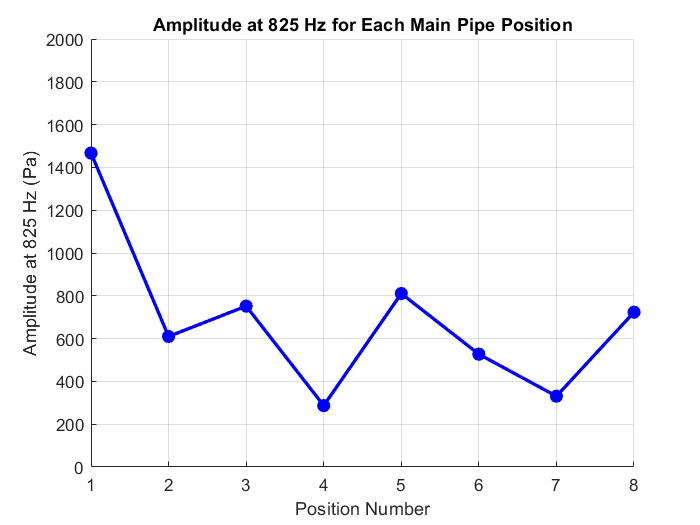 Amplitude at 825 Hz for Each Main Pipe Position
2000
1800
1600
1400
1200
1000
800
600
400
200
0
Amplitude at 825 Hz (Pa)
1 2 3 4 5 6 7 8
Position Number